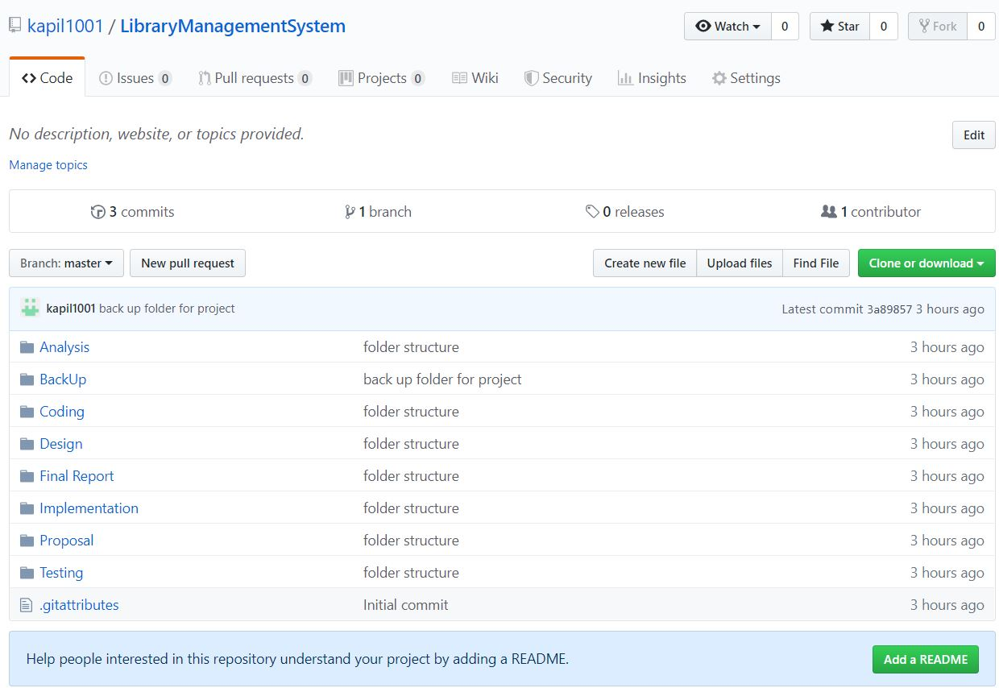 kapil1001 / LibraryManagementSystem Watch 0 Star 0 Fork 0
Code Issues 0 Pull requests 0 Projects 0 Wiki Security Insights Settings
No description, website, or topics provided. Edit
Manage topics
3 commits 1 branch 0 releases 1 contributor
Branch: master New pull request Create new file Upload files Find File Clone or download
kapil1001 back up folder for project Latest commit 3a89857 3 hours ago
Analysis folder structure 3 hours ago
BackUp back up folder for project 3 hours ago
Coding folder structure 3 hours ago
Design folder structure 3 hours ago
Final Report folder structure 3 hours ago
Implementation folder structure 3 hours ago
Proposal folder structure 3 hours ago
Testing folder structure 3 hours ago
.gitattributes Initial commit 3 hours ago
Help people interested in this repository understand your project by adding a README. Add a README